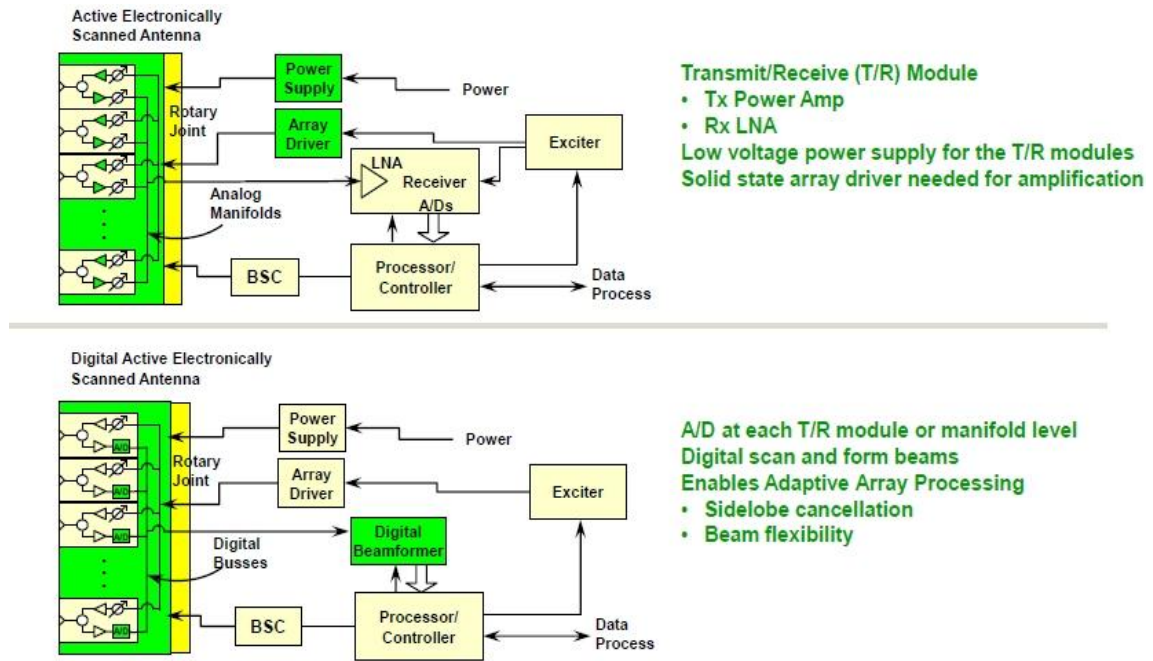 Active Electronically
Scanned Antenna
Power
Supply
Power
Rotary
Joint
Array
Driver
Exciter
LNA
Receiver
A/Ds
Analog
Manifolds
BSC
Processor/
Controller
Data
Process
Transmit/Receive (T/R) Module
• Tx Power Amp
• Rx LNA
Low voltage power supply for the T/R modules
Solid state array driver needed for amplification
Digital Active Electronically
Scanned Antenna
A/D
A/D
A/D
A/D
Power
Supply
Power
Rotary
Joint
Array
Driver
Exciter
Digital
Beamformer
Digital
Busses
BSC
Processor/
Controller
Data
Process
A/D at each T/R module or manifold level
Digital scan and form beams
Enables Adaptive Array Processing
• Sidelobe cancellation
• Beam flexibility